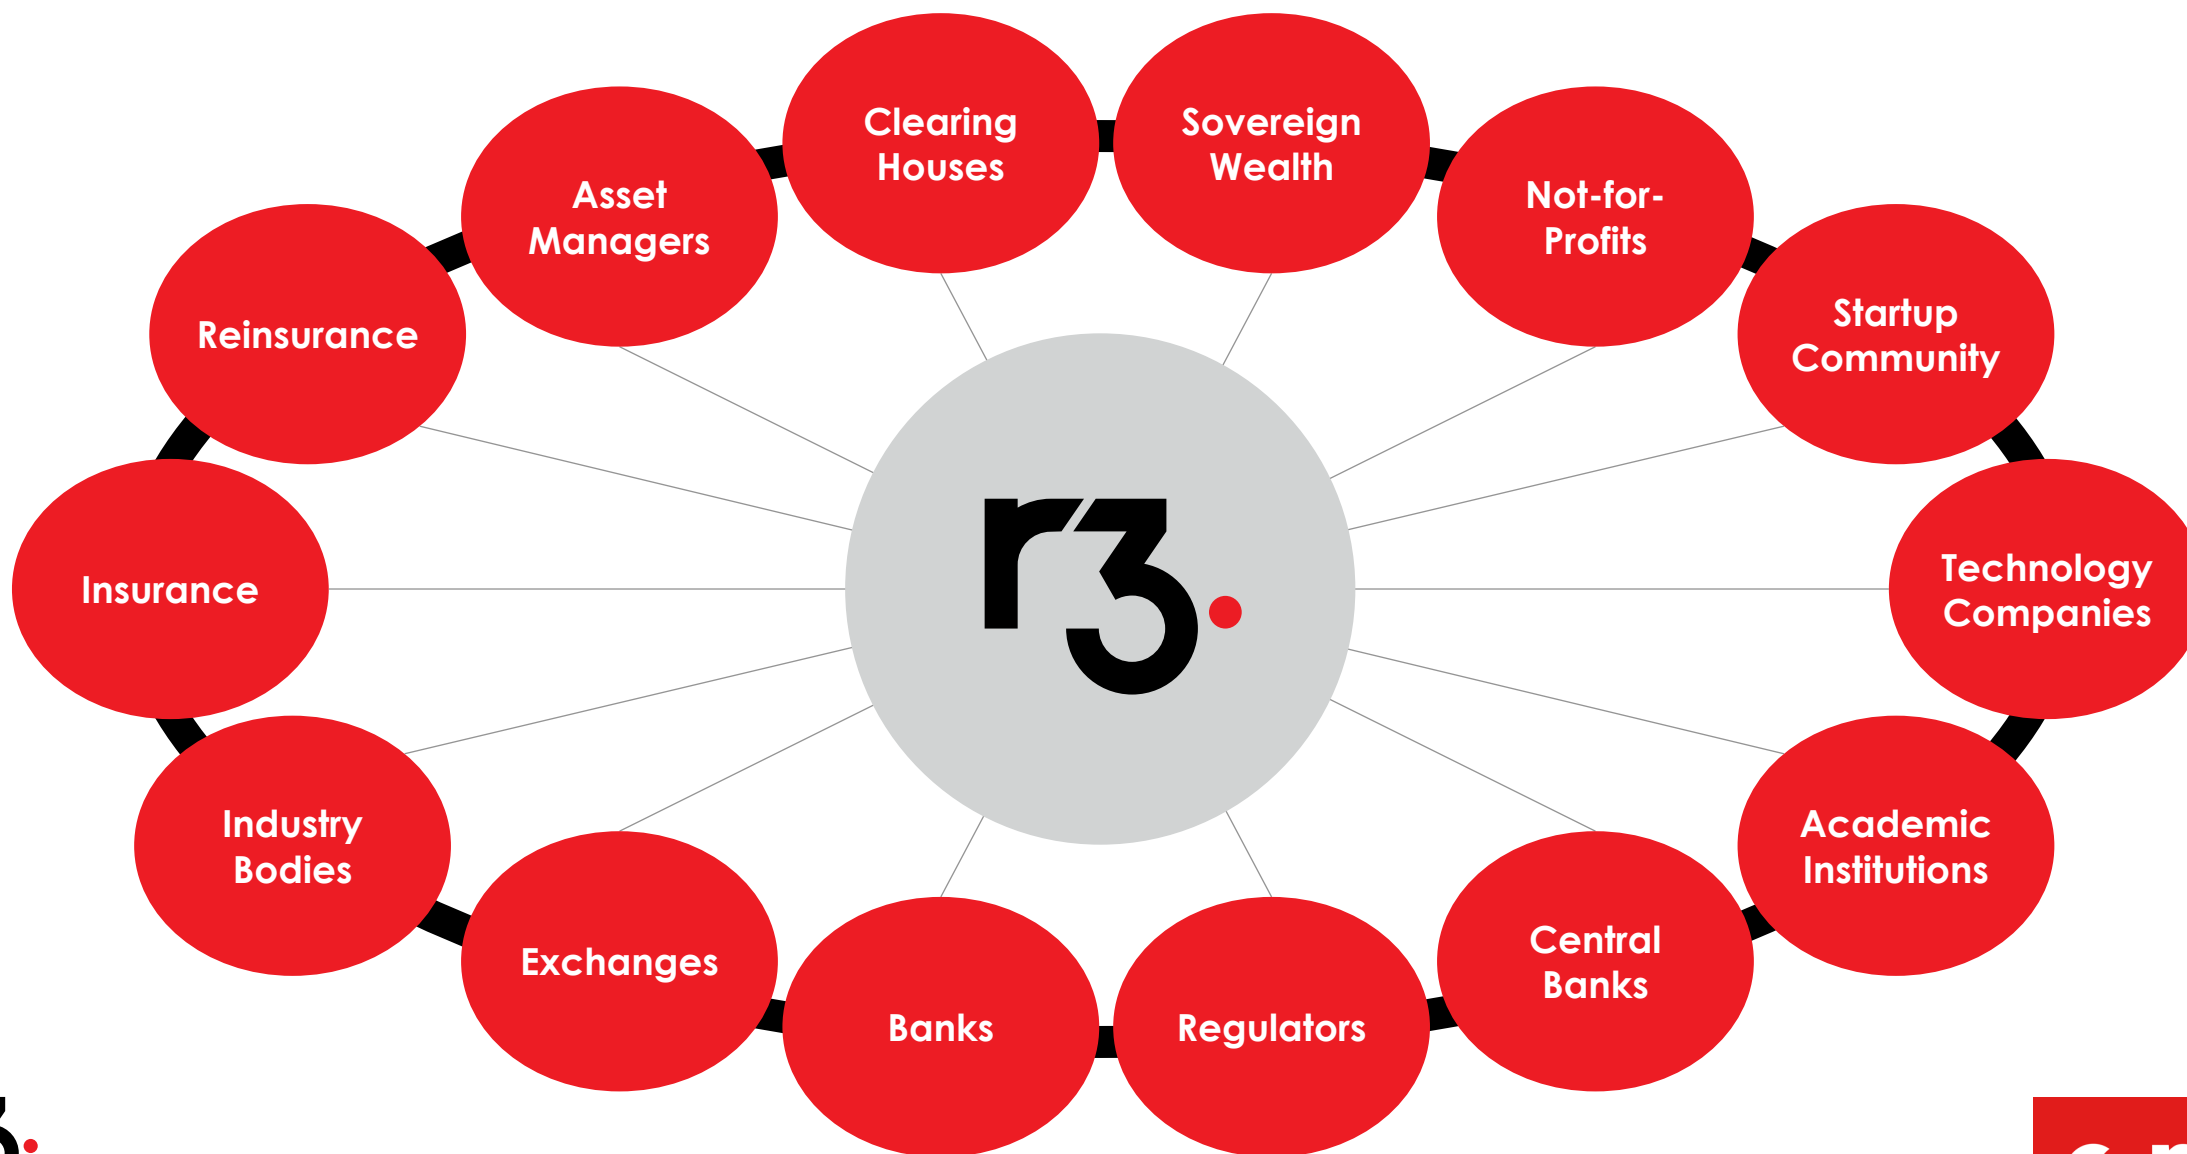 Clearing
Houses
Sovereign
Wealth
Asset
Managers
Not-for-
Profits
Reinsurance
Startup
Community
r3.
Insurance
Technology
Companies
Industry
Bodies
Academic
Institutions
Exchanges
Central
Banks
Banks
Regulators
3.